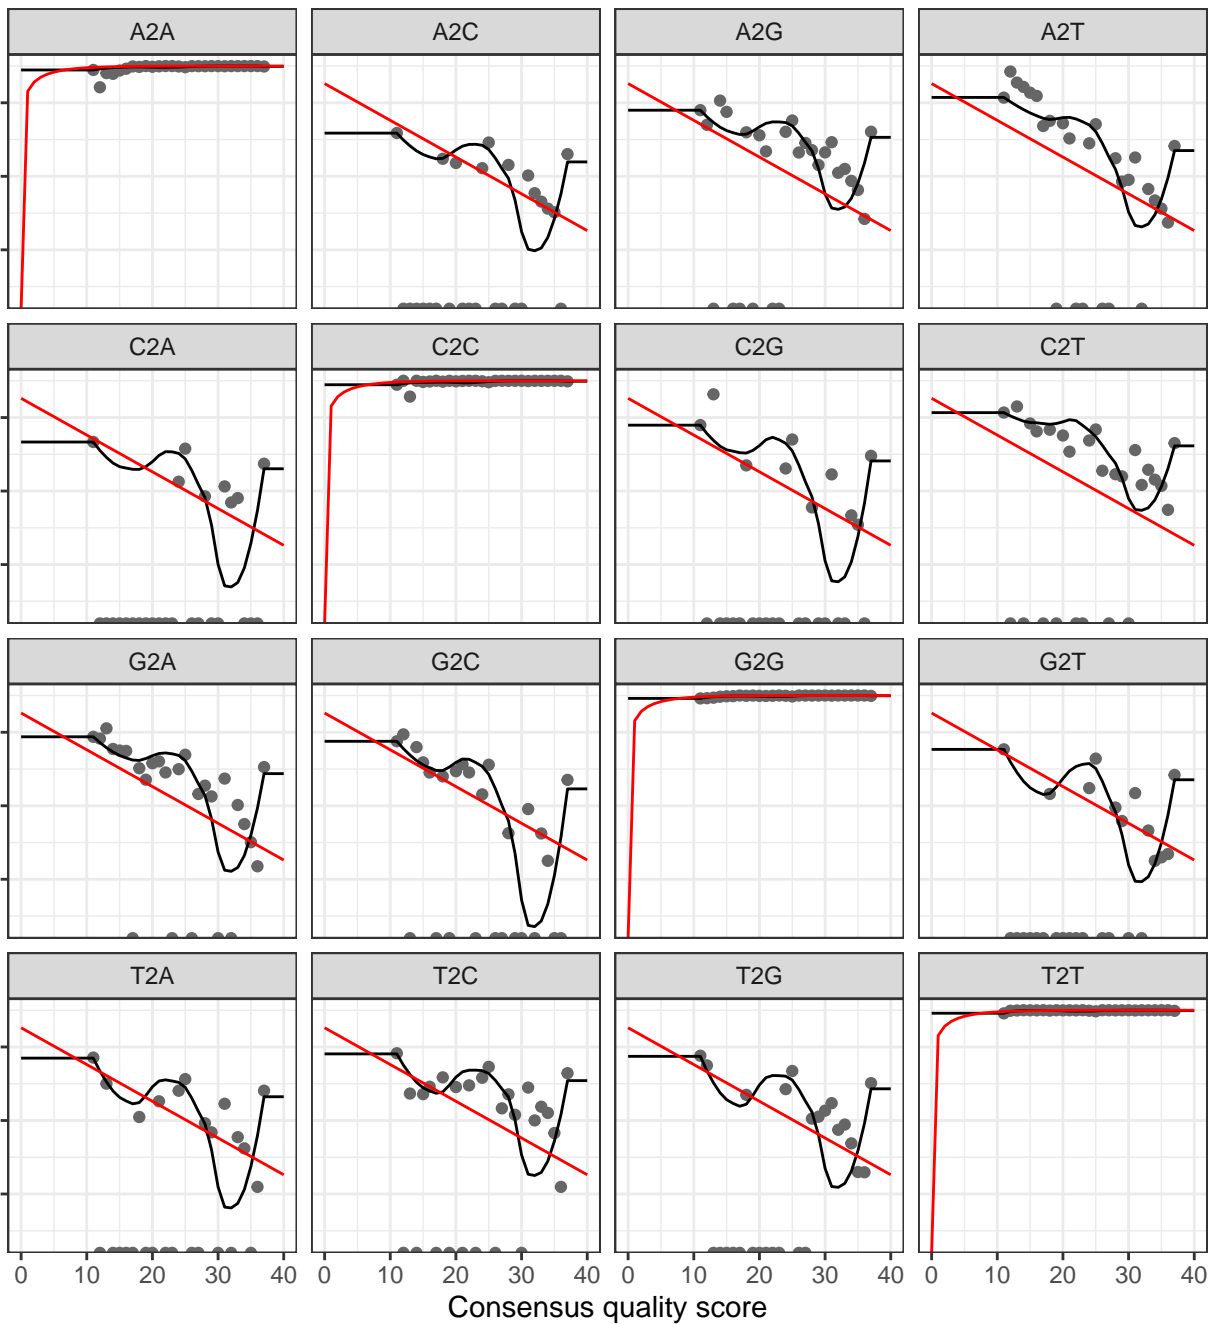 A2A A2C A2G A2T
C2A C2C C2G C2T
G2A G2C G2G G2T
T2A T2C T2G T2T
0 10 20 30 40 0 10 20 30 40 0 10 20 30 40 0 10 20 30 40
Consensus quality score